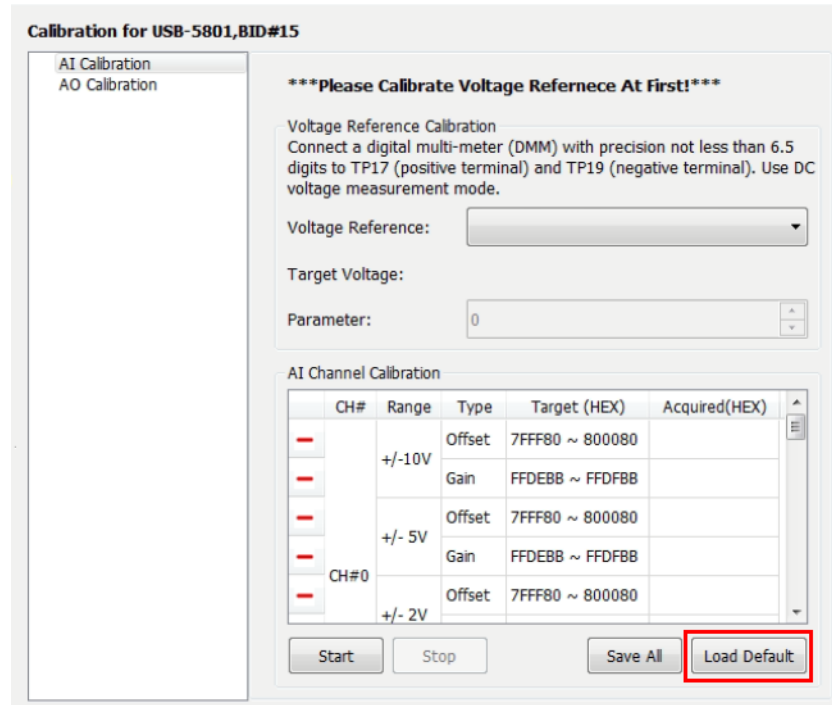 Calibration for USB-5801,BID#15
AI Calibration
AO Calibration
***Please Calibrate Voltage Refernece At First!***
Voltage Reference Calibration
Connect a digital multi-meter (DMM) with precision not less than 6.5
digits to TP17 (positive terminal) and TP19 (negative terminal). Use DC
voltage measurement mode.
Voltage Reference:
Target Voltage:
Parameter: 0
AI Channel Calibration
CH# Range Type Target (HEX) Acquired(HEX)
CH#0
+/-10V
Offset 7FFF80 ~ 800080
Gain FFDEBB ~ FFDFBB
+/- 5V
Offset 7FFF80 ~ 800080
Gain FFDEBB ~ FFDFBB
+/- 2V
Offset 7FFF80 ~ 800080
Start Stop Save All Load Default